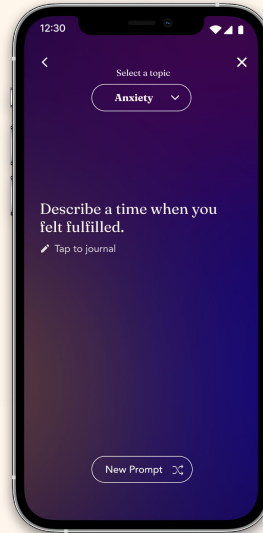 12:30
Select a topic
Anxiety
Describe a time when you
felt fulfilled.
Tap to journal
New Prompt